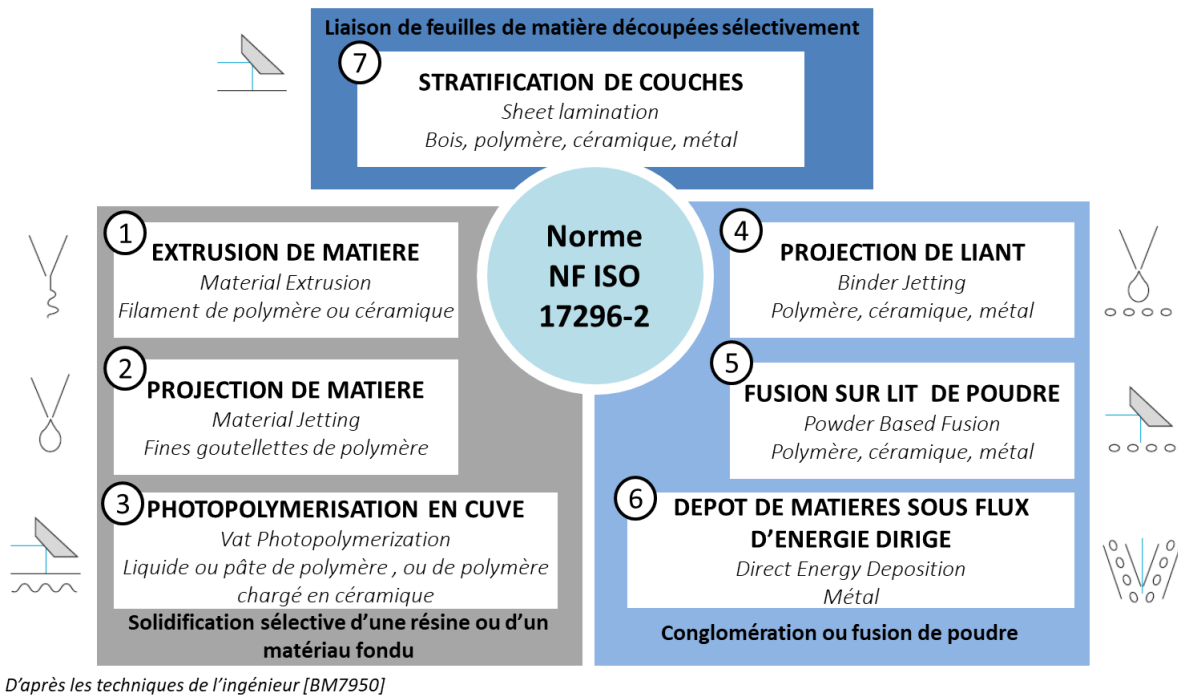 Liaison de feuilles de matière découpées sélectivement
7
STRATIFICATION DE COUCHES
Sheet lamination
Bois, polymère, céramique, métal
Norme
NF ISO
17296-2
1
EXTRUSION DE MATIERE
Material Extrusion
Filament de polymère ou céramique
2
PROJECTION DE MATIERE
Material Jetting
Fines goutellettes de polymère
3
PHOTOPOLYMERISATION EN CUVE
Vat Photopolymerization
Liquide ou pâte de polymère , ou de polymère
chargé en céramique
Solidification sélective d'une résine ou d'un
matériau fondu
4
PROJECTION DE LIANT
Binder Jetting
Polymère, céramique, métal
5
FUSION SUR LIT DE POUDRE
Powder Based Fusion
Polymère, céramique, métal
6
DEPOT DE MATIERES SOUS FLUX
D'ENERGIE DIRIGE
Direct Energy Deposition
Métal
Conglomération ou fusion de poudre
D'après les techniques de l'ingénieur [BM7950]